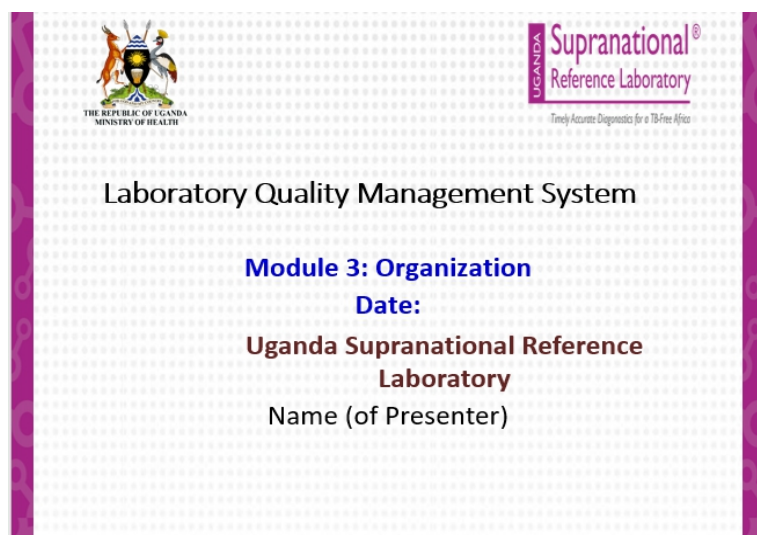 THE REPUBLIC OF UGANDA
MINISTRY OF HEALTH
UGANDA
Supranational®
Reference Laboratory
Timely Accurate Diagnostics for a TB-Free Africa
Laboratory Quality Management System
Module 3: Organization
Date:
Uganda Supranational Reference
Laboratory
Name (of Presenter)